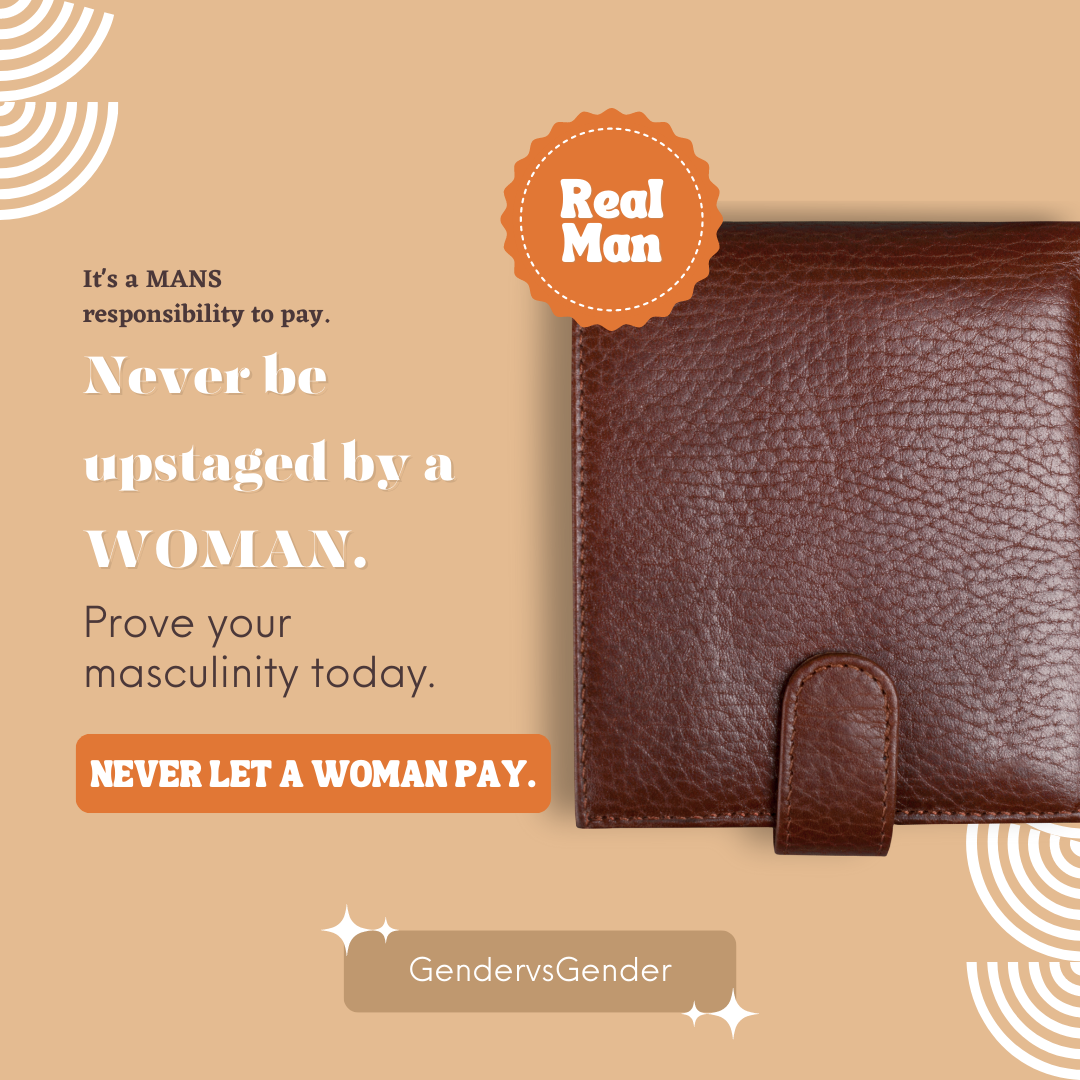 Real
Man
It's a MANS
responsibility to pay.
Never be
upstaged by a
WOMAN.
Prove your
masculinity today.
NEVER LET A WOMAN PAY.
GendervsGender